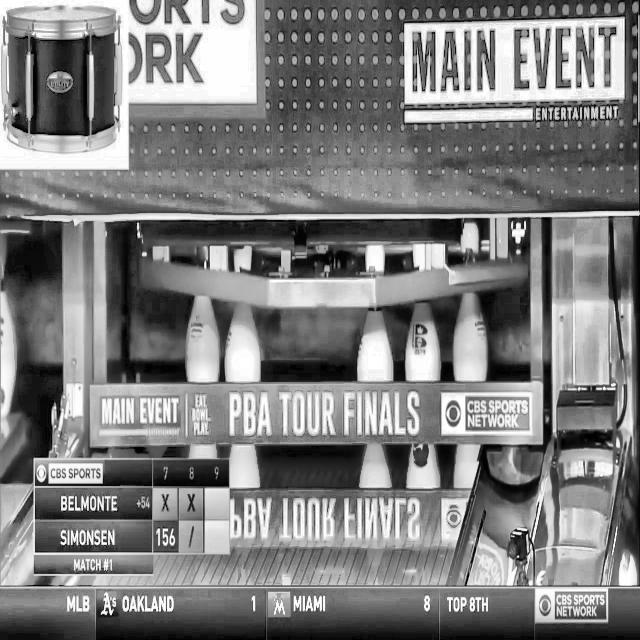 ORTS
ORK
MAIN EVENT
ENTERTAINMENT
MAIN EVENT EAT. BOWL. PLAY. PBA TOUR FINALS CBS SPORTS NETWORK
PBA TOUR FINALS
CBS SPORTS 7 8 9
BELMONTE +54 X X
SIMONSEN 156 /
MATCH #1
MLB A's OAKLAND 1 M MIAMI 8 TOP 8TH CBS SPORTS NETWORK